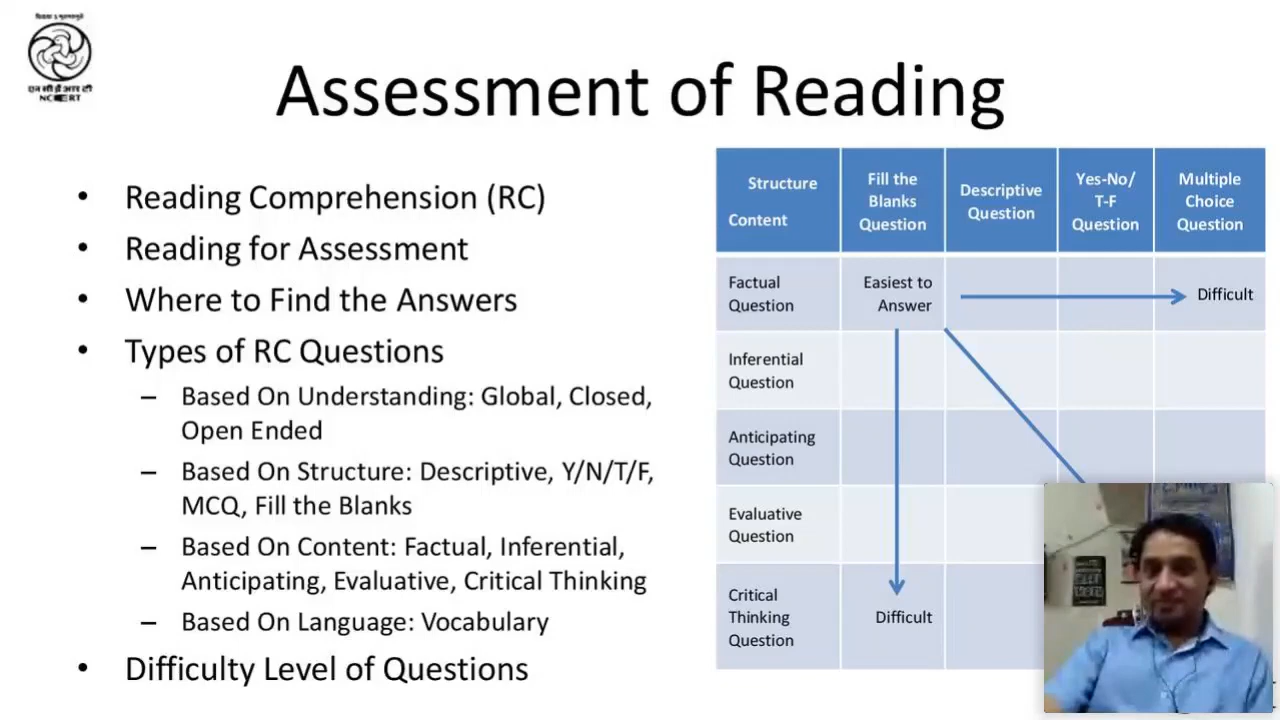 एन सी ई आर टी
NCERT
Assessment of Reading
• Reading Comprehension (RC)
• Reading for Assessment
• Where to Find the Answers
• Types of RC Questions
– Based On Understanding: Global, Closed,
Open Ended
– Based On Structure: Descriptive, Y/N/T/F,
MCQ, Fill the Blanks
– Based On Content: Factual, Inferential,
Anticipating, Evaluative, Critical Thinking
– Based On Language: Vocabulary
• Difficulty Level of Questions
Structure
Content
Fill the
Blanks
Question
Descriptive
Question
Yes-No/
T-F
Question
Multiple
Choice
Question
Factual
Question
Easiest to
Answer
Difficult
Inferential
Question
Anticipating
Question
Evaluative
Question
Critical
Thinking
Question
Difficult